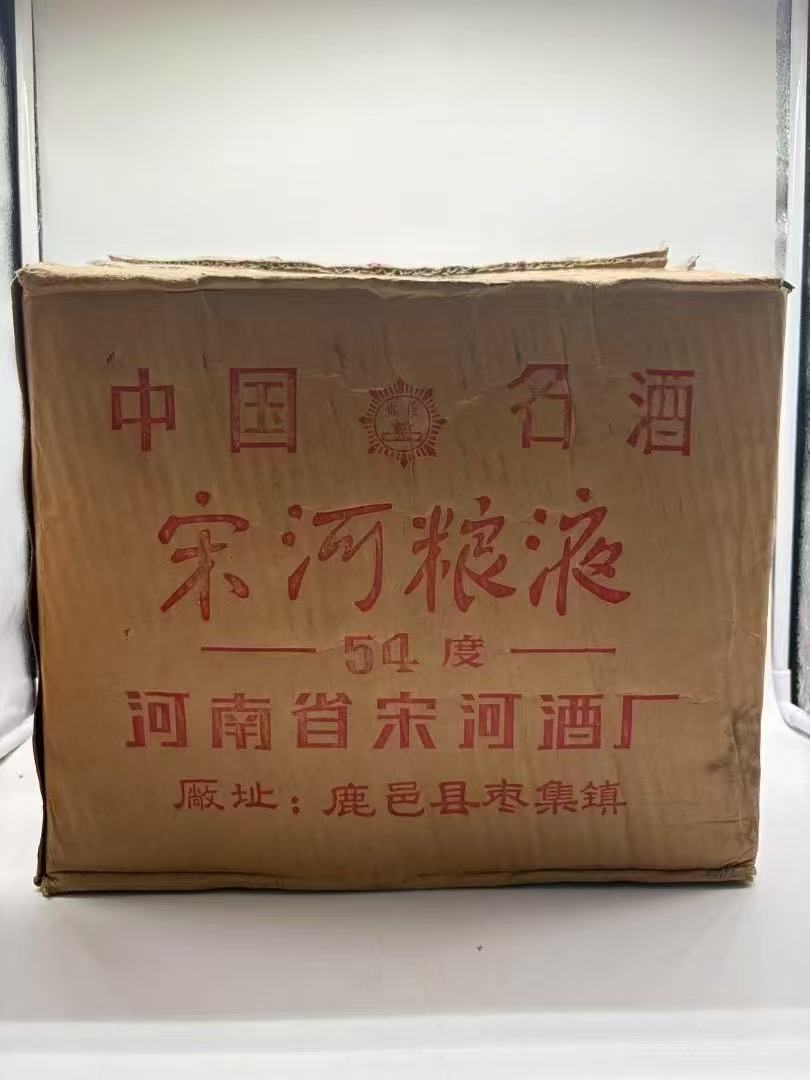 中国名酒
宋河粮液
54度
河南省宋河酒厂
廠址：鹿邑县枣集镇